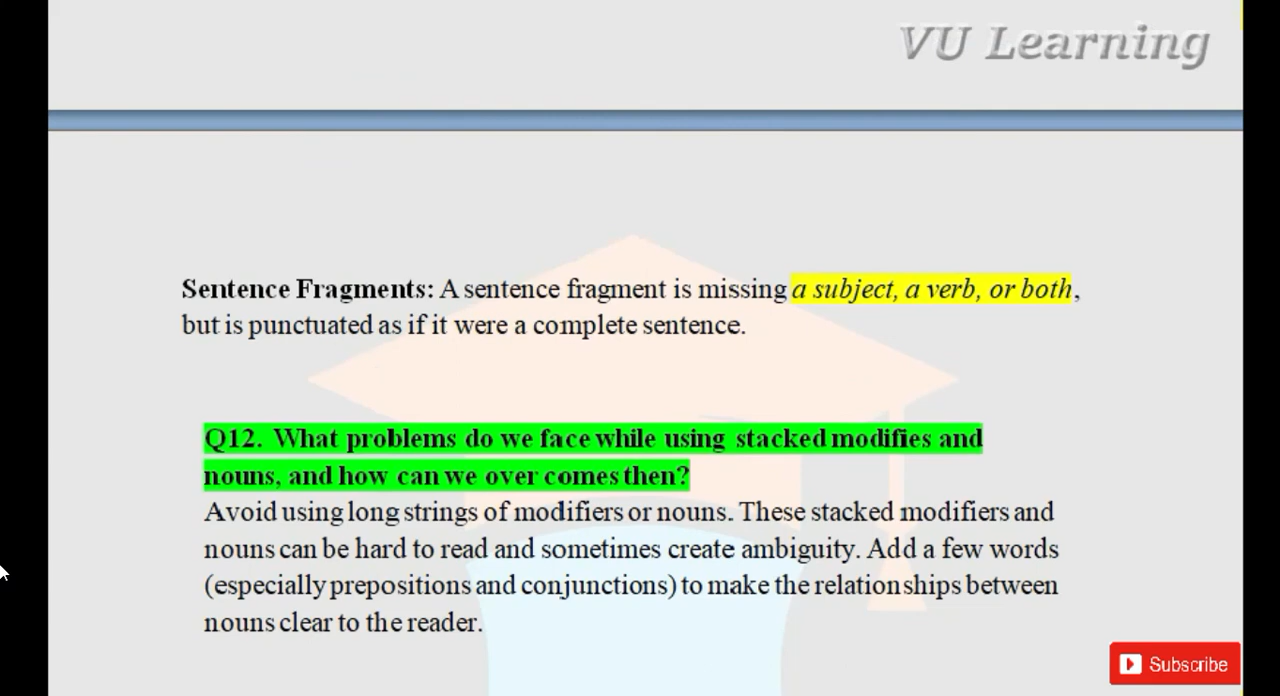 VU Learning
Sentence Fragments: A sentence fragment is missing a subject, a verb, or both,
but is punctuated as if it were a complete sentence.
Q12. What problems do we face while using stacked modifies and
nouns, and how can we over comes then?
Avoid using long strings of modifiers or nouns. These stacked modifiers and
nouns can be hard to read and sometimes create ambiguity. Add a few words
(especially prepositions and conjunctions) to make the relationships between
nouns clear to the reader.
Subscribe